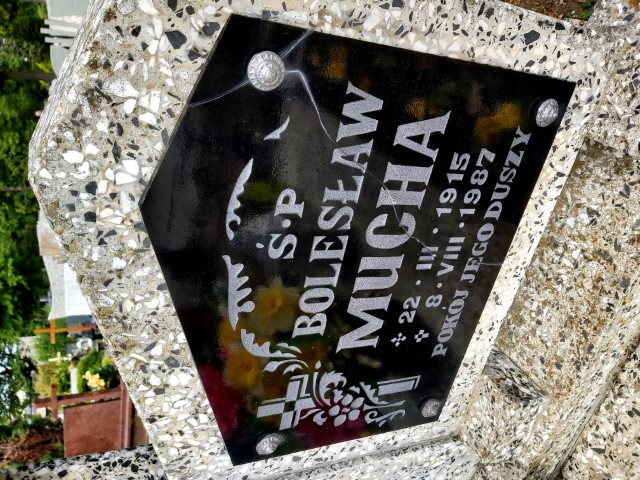 Ś·P
BOLESŁAW
MUCHA
22·III·1915
8·VIII·1987
POKÓJ JEGO DUSZY